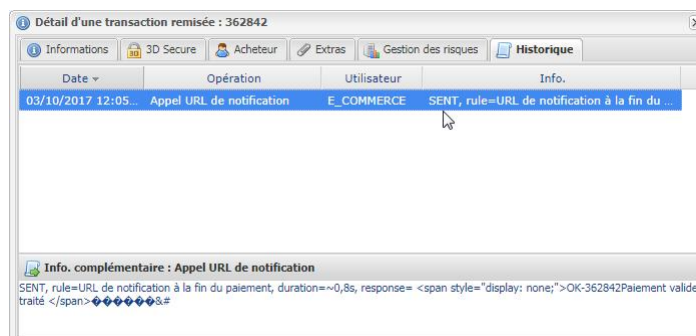 Détail d'une transaction remisée : 362842
Informations 3D Secure Acheteur Extras Gestion des risques Historique
Date Opération Utilisateur Info.
03/10/2017 12:05... Appel URL de notification E_COMMERCE SENT, rule=URL de notification à la fin du ...
Info. complémentaire : Appel URL de notification
SENT, rule=URL de notification à la fin du paiement, duration=~0,8s, response= <span style="display: none;">OK-362842Paiement valide
traité </span>������&#